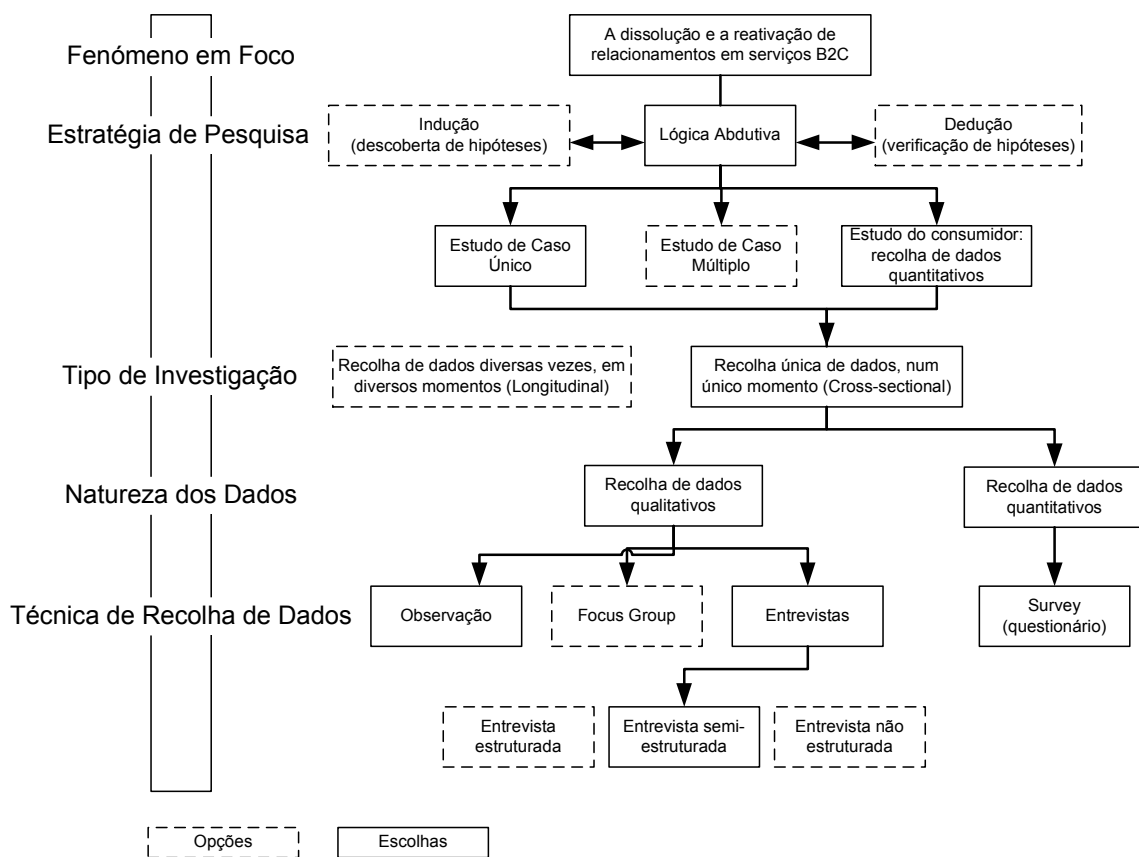 Fenómeno em Foco
A dissolução e a reativação de
relacionamentos em serviços B2C
Estratégia de Pesquisa
Indução
(descoberta de hipóteses)
Lógica Abdutiva
Dedução
(verificação de hipóteses)
Estudo de Caso
Único
Estudo de Caso
Múltiplo
Estudo do consumidor:
recolha de dados
quantitativos
Tipo de Investigação
Recolha de dados diversas vezes, em
diversos momentos (Longitudinal)
Recolha única de dados, num
único momento (Cross-sectional)
Natureza dos Dados
Recolha de dados
qualitativos
Recolha de dados
quantitativos
Técnica de Recolha de Dados
Observação
Focus Group
Entrevistas
Survey
(questionário)
Entrevista
estruturada
Entrevista semi-
estruturada
Entrevista não
estruturada
Opções
Escolhas